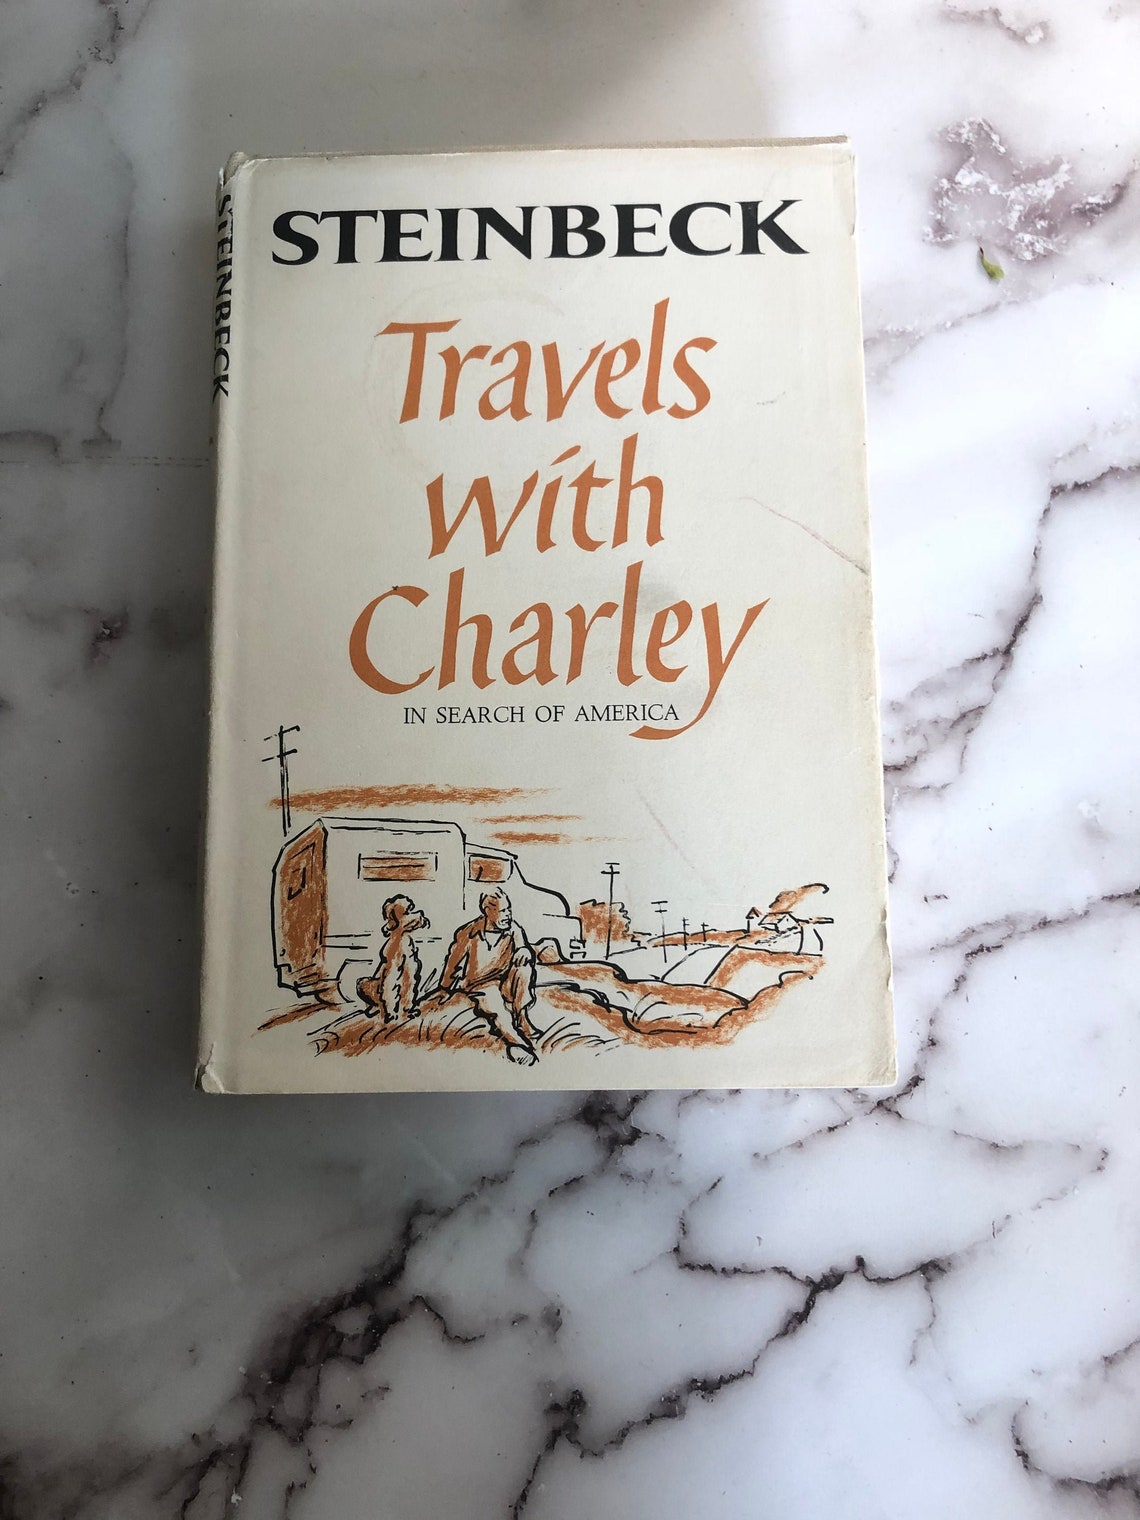 STEINBECK
Travels
with
Charley
IN SEARCH OF AMERICA
STEINBECK